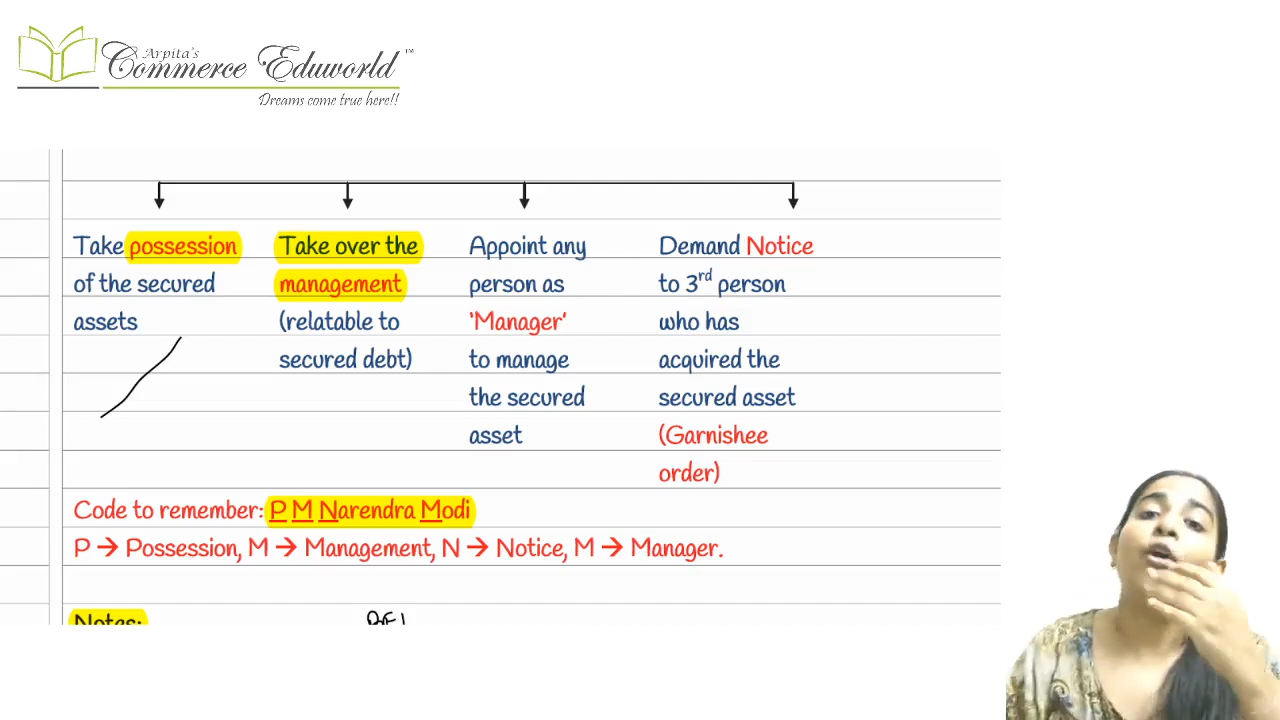 Arpita's
Commerce Eduworld™
Dreams come true here!!
Take possession
of the secured
assets
Take over the
management
(relatable to
secured debt)
Appoint any
person as
'Manager'
to manage
the secured
asset
Demand Notice
to 3rd person
who has
acquired the
secured asset
(Garnishee
order)
Code to remember: P M Narendra Modi
P → Possession, M → Management, N → Notice, M → Manager.
Notes: